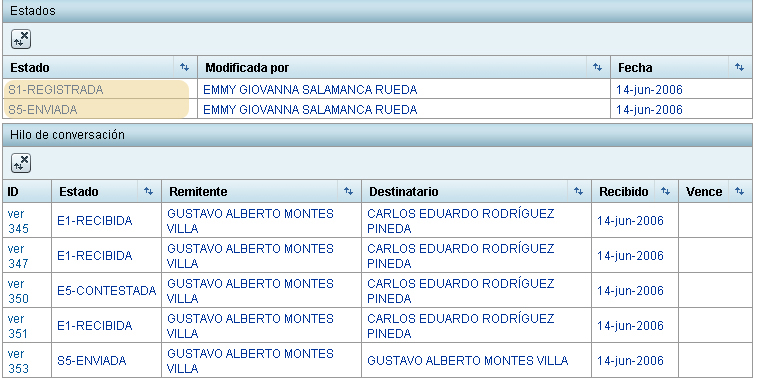 Estados
Estado Modificada por Fecha
S1-REGISTRADA EMMY GIOVANNA SALAMANCA RUEDA 14-jun-2006
S5-ENVIADA EMMY GIOVANNA SALAMANCA RUEDA 14-jun-2006
Hilo de conversación
ID Estado Remitente Destinatario Recibido Vence
ver 345 E1-RECIBIDA GUSTAVO ALBERTO MONTES VILLA CARLOS EDUARDO RODRÍGUEZ PINEDA 14-jun-2006
ver 347 E1-RECIBIDA GUSTAVO ALBERTO MONTES VILLA CARLOS EDUARDO RODRÍGUEZ PINEDA 14-jun-2006
ver 350 E5-CONTESTADA GUSTAVO ALBERTO MONTES VILLA CARLOS EDUARDO RODRÍGUEZ PINEDA 14-jun-2006
ver 351 E1-RECIBIDA GUSTAVO ALBERTO MONTES VILLA CARLOS EDUARDO RODRÍGUEZ PINEDA 14-jun-2006
ver 353 S5-ENVIADA GUSTAVO ALBERTO MONTES VILLA GUSTAVO ALBERTO MONTES VILLA 14-jun-2006